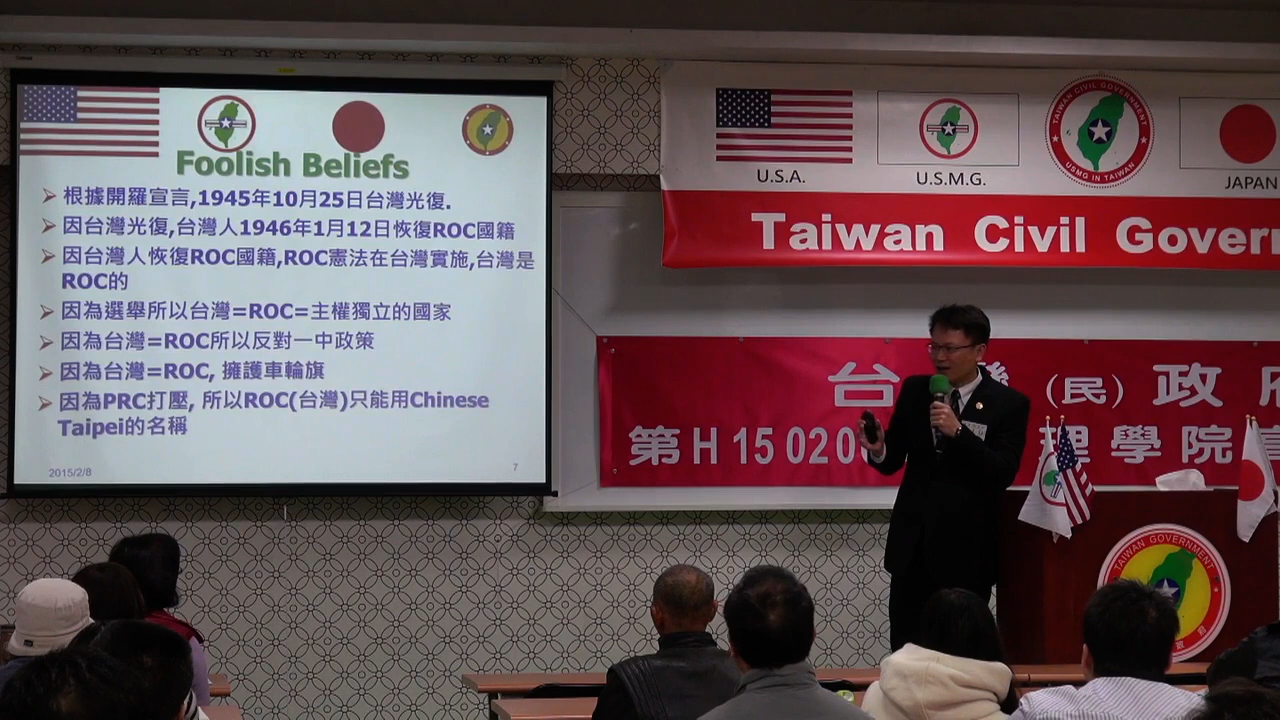 Foolish Beliefs
根據開羅宣言,1945年10月25日台灣光復.
因台灣光復,台灣人1946年1月12日恢復ROC國籍
因台灣人恢復ROC國籍,ROC憲法在台灣實施,台灣是
ROC的
因為選舉所以台灣=ROC=主權獨立的國家
因為台灣=ROC所以反對一中政策
因為台灣=ROC, 擁護車輪旗
因為PRC打壓, 所以ROC(台灣)只能用Chinese
Taipei的名稱
2015/2/8
7
U.S.A.
U.S.M.G.
TAIWAN CIVIL GOVERNMENT
USMG IN TAIWAN
JAPAN
Taiwan Civil Govern
台灣(民)政府
第H15020
理學院
TAIWAN GOVERNMENT